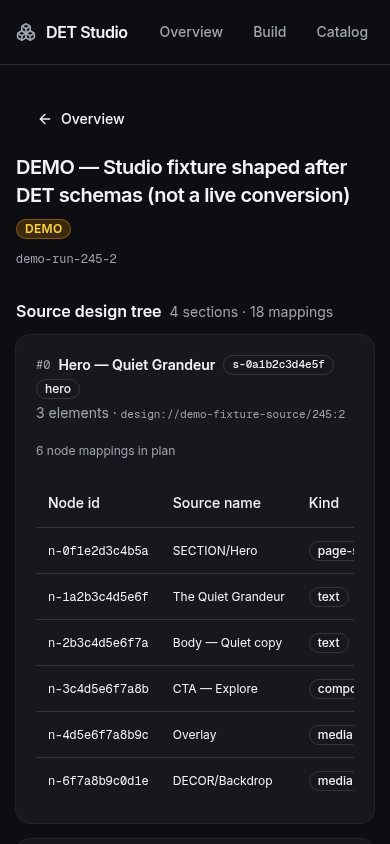 DET Studio Overview Build Catalog
← Overview
DEMO — Studio fixture shaped after
DET schemas (not a live conversion)
DEMO
demo-run-245-2
Source design tree 4 sections · 18 mappings
#0 Hero — Quiet Grandeur s-0a1b2c3d4e5f
hero
3 elements · design://demo-fixture-source/245:2
6 node mappings in plan
Node id Source name Kind
n-0f1e2d3c4b5a SECTION/Hero page-s
n-1a2b3c4d5e6f The Quiet Grandeur text
n-2b3c4d5e6f7a Body — Quiet copy text
n-3c4d5e6f7a8b CTA — Explore compo
n-4d5e6f7a8b9c Overlay media
n-6f7a8b9c0d1e DECOR/Backdrop media